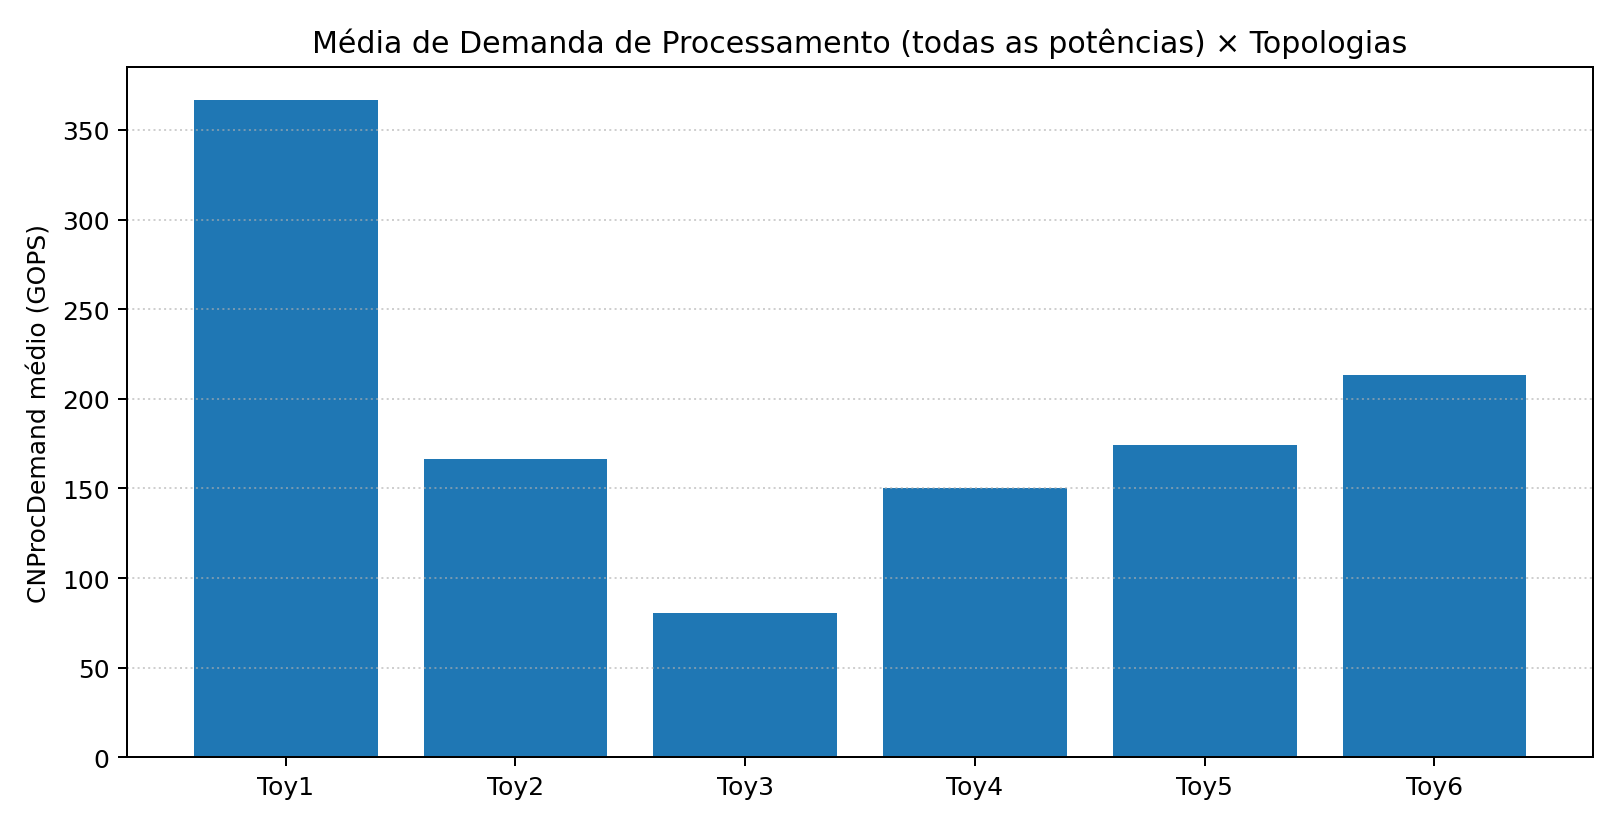 Média de Demanda de Processamento (todas as potências) × Topologias
CNProcDemand médio (GOPS)
350
300
250
200
150
100
50
0
Toy1 Toy2 Toy3 Toy4 Toy5 Toy6